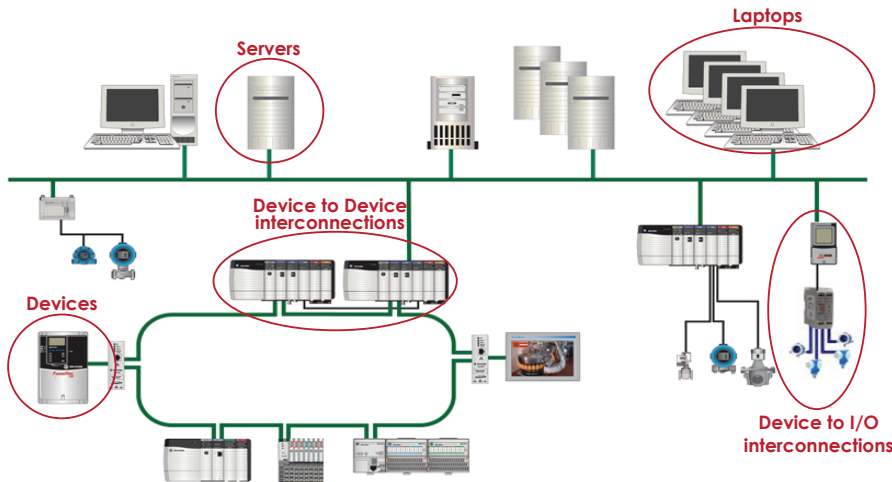 Servers
Laptops
Device to Device
interconnections
Devices
Device to I/O
interconnections